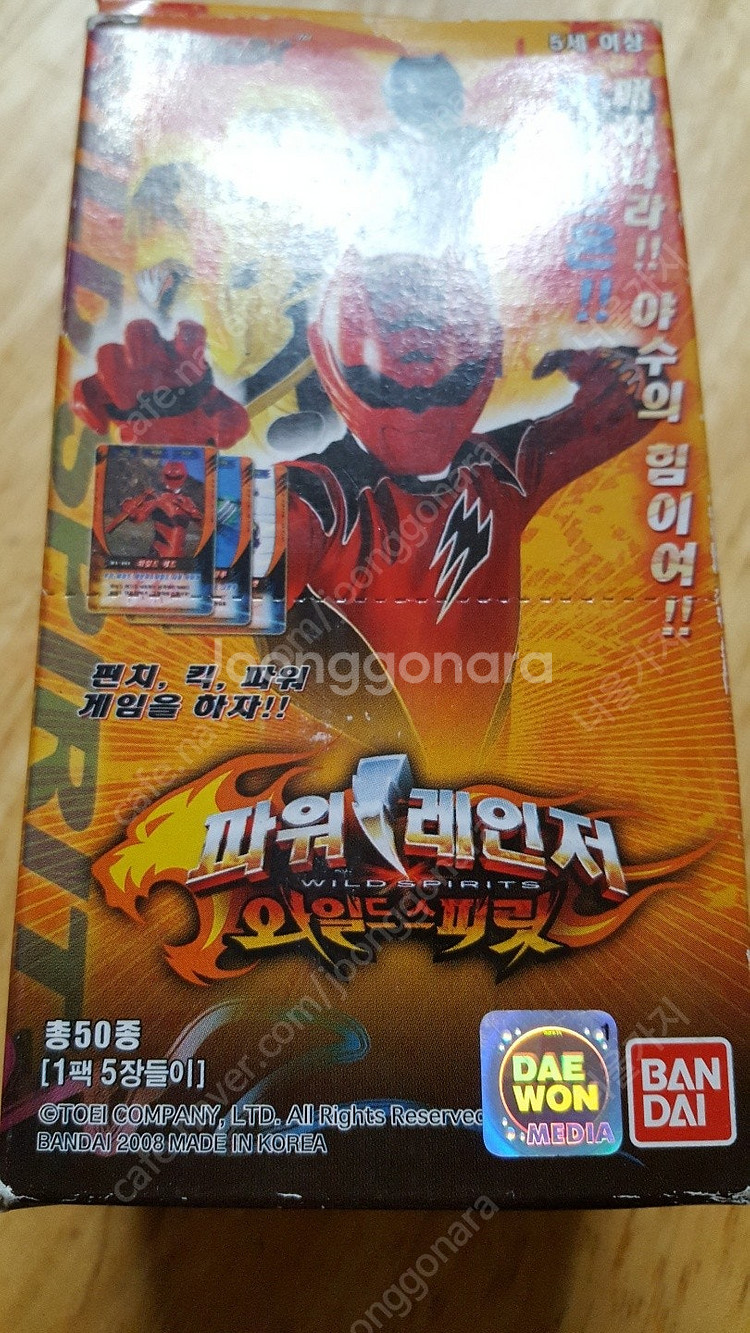 5세 이상
야수의 힘이여!!
펀치, 킥, 파워
게임을 하자!!
파워레인저
WILD SPIRITS
와일드스피릿
총50종
[1팩 5장들이]
©TOEI COMPANY, LTD. All Rights Reserved
BANDAI 2008 MADE IN KOREA
DAE
WON
MEDIA
BAN
DAI
joonggonara